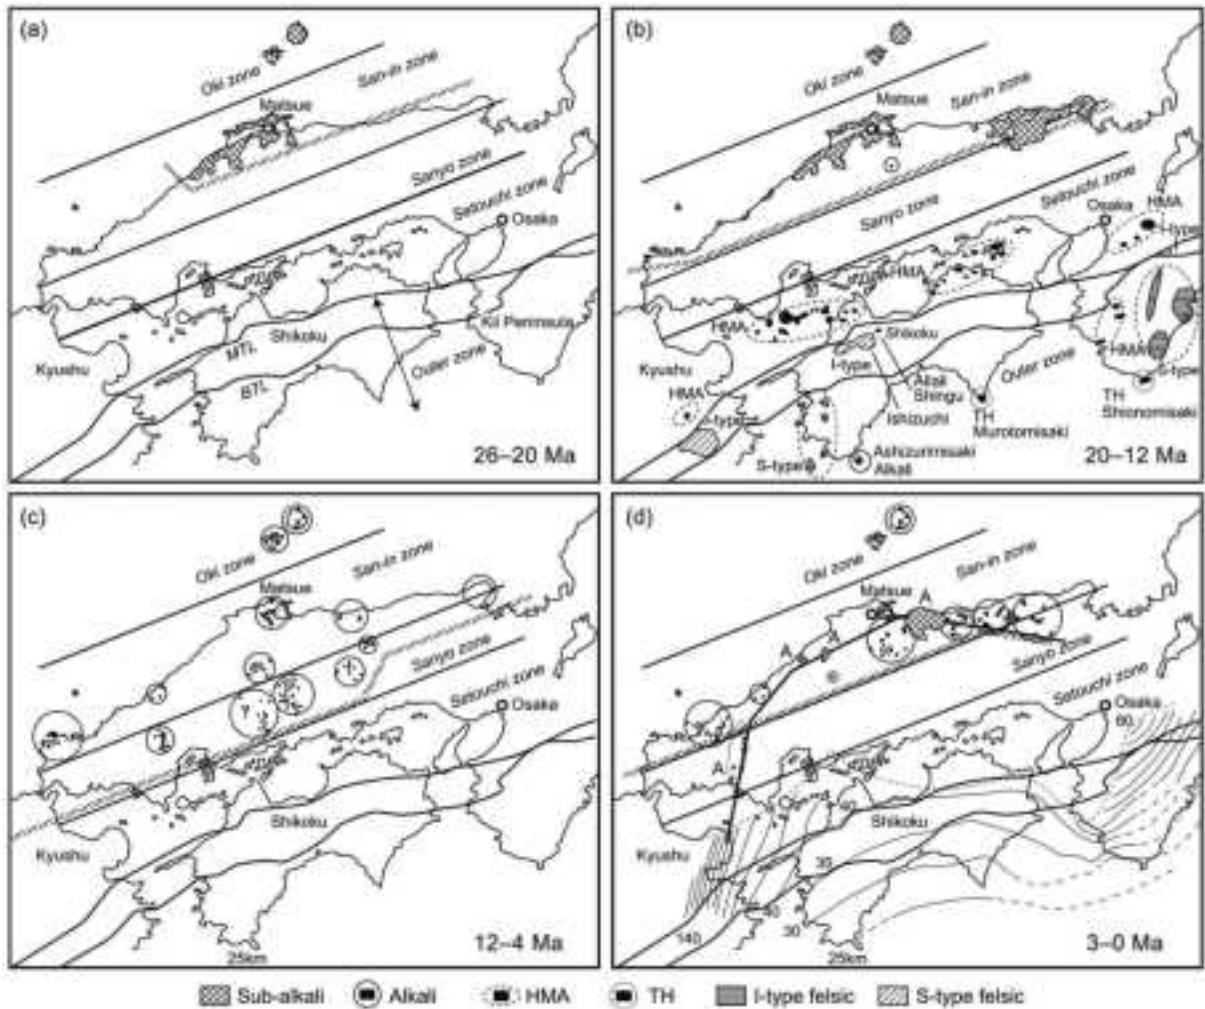 (a)
Oki zone
San-in zone
Matsue
Sanyo zone
Setouchi zone
Osaka
Shikoku
Kii Peninsula
MTL
Outer zone
Kyushu
BTL
26–20 Ma
(b)
Oki zone
Matsue
San-in zone
Sanyo zone
Setouchi zone
Osaka
HMA
I-type
HMA
HMA
Shikoku
HMA
Kyushu
I-type
Outer zone
S-type
Alkali
Shingu
HMA
TH
Shionomisaki
I-type
Ishizuchi
TH
Murotomisaki
S-type
Ashizurimisaki
Alkali
20–12 Ma
(c)
Oki zone
San-in zone
Matsue
Sanyo zone
Setouchi zone
Osaka
Shikoku
Kyushu
12–4 Ma
25km
(d)
Oki zone
San-in zone
Matsue
A
A
A
Sanyo zone
Setouchi zone
Osaka
60
A
40
Shikoku
Kyushu
35
40
30
140
3–0 Ma
25km
Sub-alkali
Alkali
HMA
TH
I-type felsic
S-type felsic